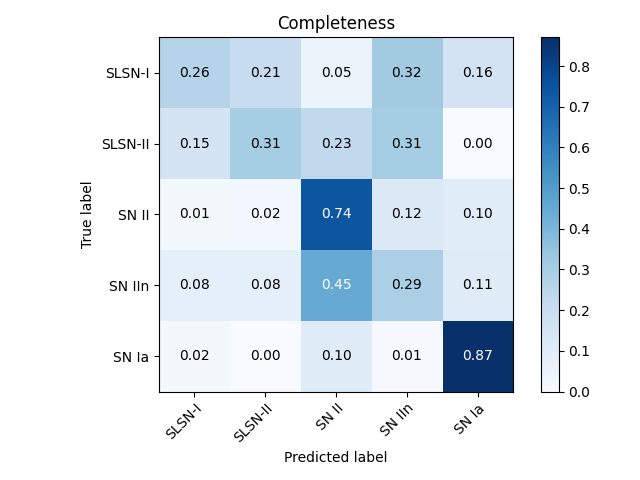 Completeness
True label
SLSN-I 0.26 0.21 0.05 0.32 0.16
SLSN-II 0.15 0.31 0.23 0.31 0.00
SN II 0.01 0.02 0.74 0.12 0.10
SN IIn 0.08 0.08 0.45 0.29 0.11
SN Ia 0.02 0.00 0.10 0.01 0.87
SLSN-I SLSN-II SN II SN IIn SN Ia
Predicted label
0.8
0.7
0.6
0.5
0.4
0.3
0.2
0.1
0.0